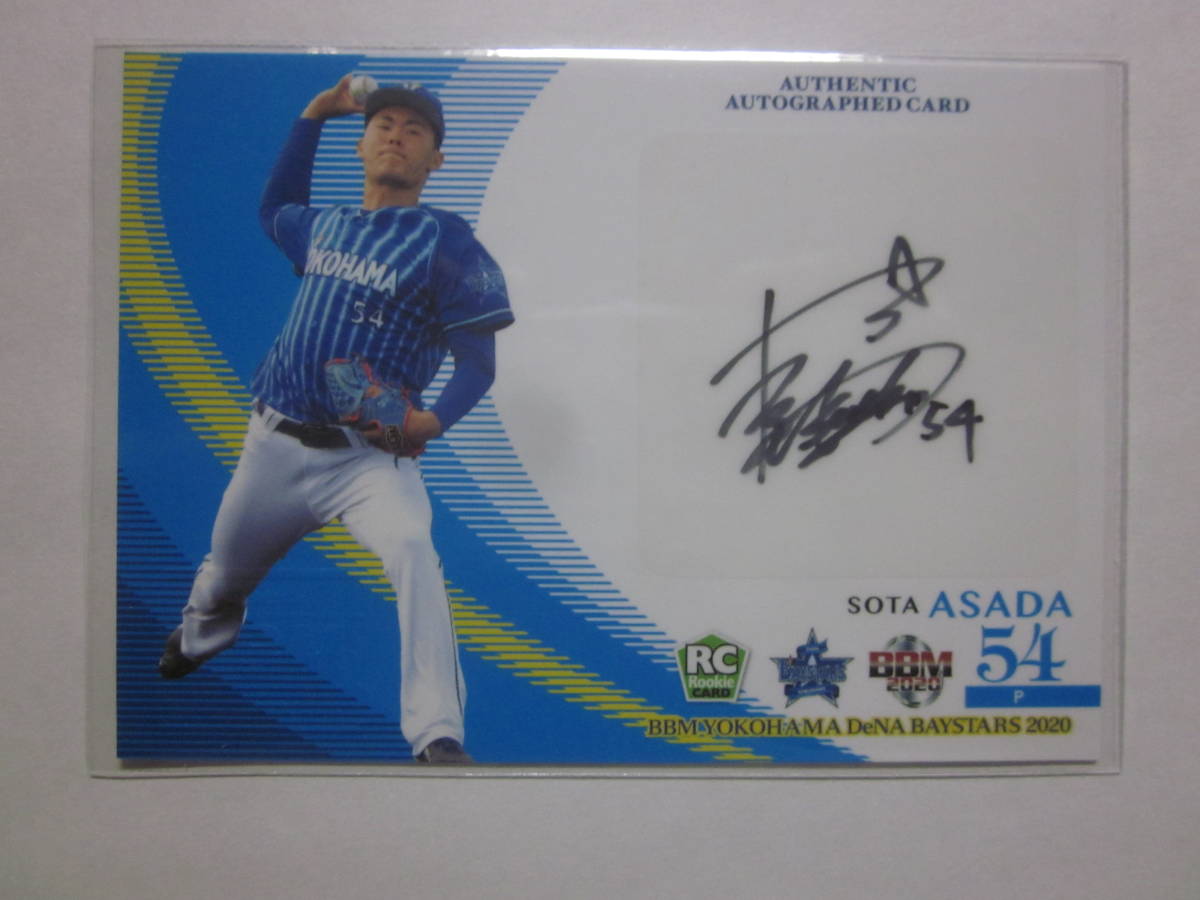 AUTHENTIC
AUTOGRAPHED CARD
YOKOHAMA
54
54
SOTA ASADA
54
P
RC
Rookie
CARD
BAYSTARS
BBM
2020
BBM YOKOHAMA DeNA BAYSTARS 2020